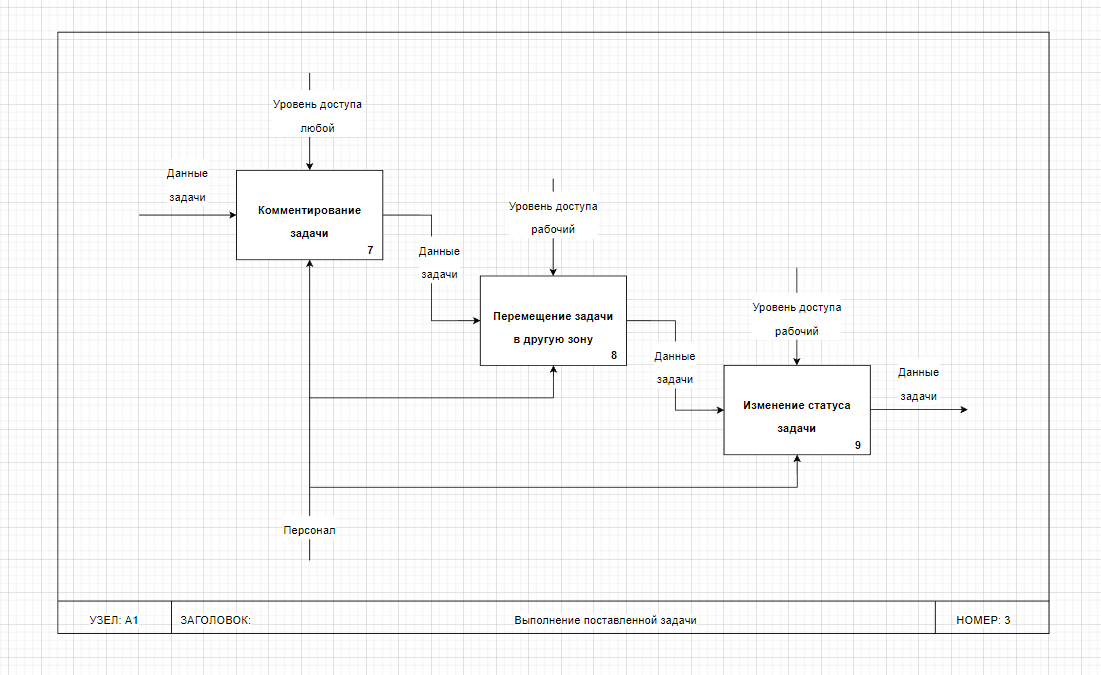 Уровень доступа
любой
Данные
задачи
Комментирование
задачи
7
Данные
задачи
Уровень доступа
рабочий
Перемещение задачи
в другую зону
8
Данные
задачи
Уровень доступа
рабочий
Изменение статуса
задачи
9
Данные
задачи
Персонал
УЗЕЛ: А1
ЗАГОЛОВОК:
Выполнение поставленной задачи
НОМЕР: 3